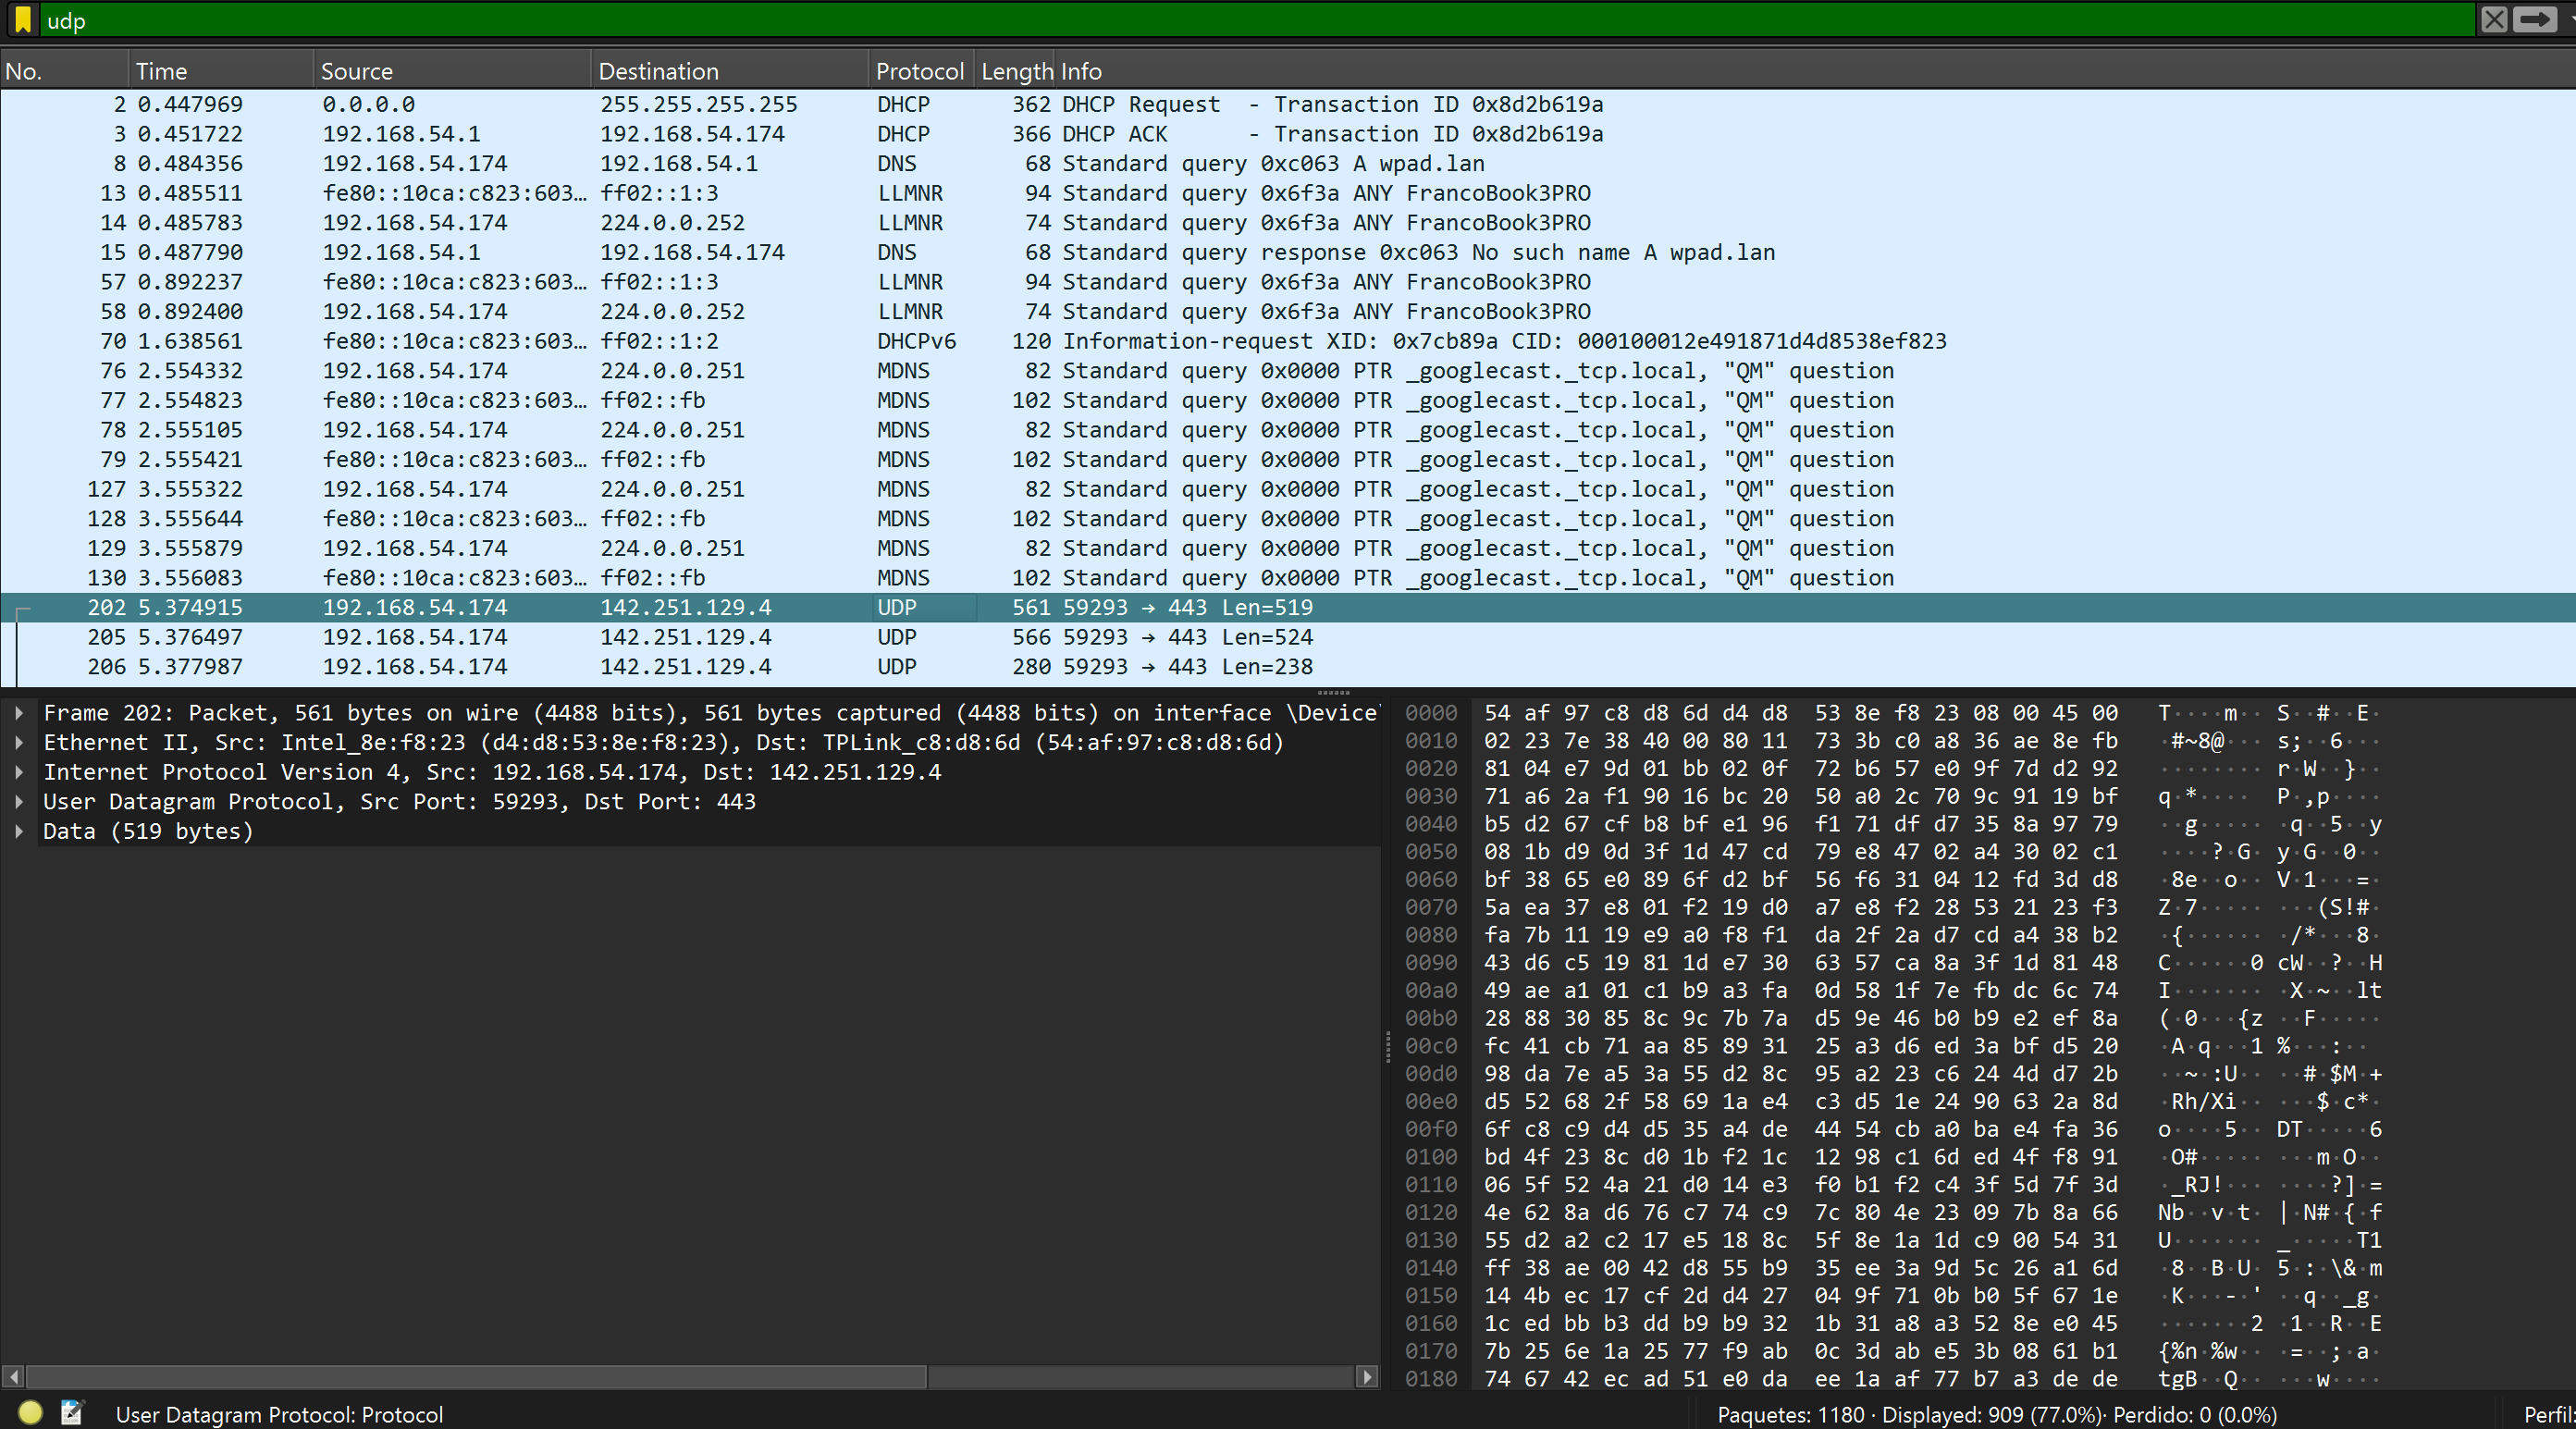 udp
No. Time Source Destination Protocol Length Info
2 0.447969 0.0.0.0 255.255.255.255 DHCP 362 DHCP Request - Transaction ID 0x8d2b619a
3 0.451722 192.168.54.1 192.168.54.174 DHCP 366 DHCP ACK - Transaction ID 0x8d2b619a
8 0.484356 192.168.54.174 192.168.54.1 DNS 68 Standard query 0xc063 A wpad.lan
13 0.485511 fe80::10ca:c823:603… ff02::1:3 LLMNR 94 Standard query 0x6f3a ANY FrancoBook3PRO
14 0.485783 192.168.54.174 224.0.0.252 LLMNR 74 Standard query 0x6f3a ANY FrancoBook3PRO
15 0.487790 192.168.54.1 192.168.54.174 DNS 68 Standard query response 0xc063 No such name A wpad.lan
57 0.892237 fe80::10ca:c823:603… ff02::1:3 LLMNR 94 Standard query 0x6f3a ANY FrancoBook3PRO
58 0.892400 192.168.54.174 224.0.0.252 LLMNR 74 Standard query 0x6f3a ANY FrancoBook3PRO
70 1.638561 fe80::10ca:c823:603… ff02::1:2 DHCPv6 120 Information-request XID: 0x7cb89a CID: 000100012e491871d4d8538ef823
76 2.554332 192.168.54.174 224.0.0.251 MDNS 82 Standard query 0x0000 PTR _googlecast._tcp.local, "QM" question
77 2.554823 fe80::10ca:c823:603… ff02::fb MDNS 102 Standard query 0x0000 PTR _googlecast._tcp.local, "QM" question
78 2.555105 192.168.54.174 224.0.0.251 MDNS 82 Standard query 0x0000 PTR _googlecast._tcp.local, "QM" question
79 2.555421 fe80::10ca:c823:603… ff02::fb MDNS 102 Standard query 0x0000 PTR _googlecast._tcp.local, "QM" question
127 3.555322 192.168.54.174 224.0.0.251 MDNS 82 Standard query 0x0000 PTR _googlecast._tcp.local, "QM" question
128 3.555644 fe80::10ca:c823:603… ff02::fb MDNS 102 Standard query 0x0000 PTR _googlecast._tcp.local, "QM" question
129 3.555879 192.168.54.174 224.0.0.251 MDNS 82 Standard query 0x0000 PTR _googlecast._tcp.local, "QM" question
130 3.556083 fe80::10ca:c823:603… ff02::fb MDNS 102 Standard query 0x0000 PTR _googlecast._tcp.local, "QM" question
202 5.374915 192.168.54.174 142.251.129.4 UDP 561 59293 → 443 Len=519
205 5.376497 192.168.54.174 142.251.129.4 UDP 566 59293 → 443 Len=524
206 5.377987 192.168.54.174 142.251.129.4 UDP 280 59293 → 443 Len=238
Frame 202: Packet, 561 bytes on wire (4488 bits), 561 bytes captured (4488 bits) on interface \Device
Ethernet II, Src: Intel_8e:f8:23 (d4:d8:53:8e:f8:23), Dst: TPLink_c8:d8:6d (54:af:97:c8:d8:6d)
Internet Protocol Version 4, Src: 192.168.54.174, Dst: 142.251.129.4
User Datagram Protocol, Src Port: 59293, Dst Port: 443
Data (519 bytes)
0000 54 af 97 c8 d8 6d d4 d8 53 8e f8 23 08 00 45 00 T····m·· S··#··E·
0010 02 23 7e 38 40 00 80 11 73 3b c0 a8 36 ae 8e fb ·#~8@··· s;··6···
0020 81 04 e7 9d 01 bb 02 0f 72 b6 57 e0 9f 7d d2 92 ········ r·W··}··
0030 71 a6 2a f1 90 16 bc 20 50 a0 2c 70 9c 91 19 bf q·*···· P·,p····
0040 b5 d2 67 cf b8 bf e1 96 f1 71 df d7 35 8a 97 79 ··g····· ·q··5··y
0050 08 1b d9 0d 3f 1d 47 cd 79 e8 47 02 a4 30 02 c1 ····?·G· y·G··0··
0060 bf 38 65 e0 89 6f d2 bf 56 f6 31 04 12 fd 3d d8 ·8e··o·· V·1···=·
0070 5a ea 37 e8 01 f2 19 d0 a7 e8 f2 28 53 21 23 f3 Z·7····· ···(S!#·
0080 fa 7b 11 19 e9 a0 f8 f1 da 2f 2a d7 cd a4 38 b2 ·{······ ·/*···8·
0090 43 d6 c5 19 81 1d e7 30 63 57 ca 8a 3f 1d 81 48 C······0 cW··?··H
00a0 49 ae a1 01 c1 b9 a3 fa 0d 58 1f 7e fb dc 6c 74 I······· ·X·~··lt
00b0 28 88 30 85 8c 9c 7b 7a d5 9e 46 b0 b9 e2 ef 8a (·0···{z ··F·····
00c0 fc 41 cb 71 aa 85 89 31 25 a3 d6 ed 3a bf d5 20 ·A·q···1 %···:··
00d0 98 da 7e a5 3a 55 d2 8c 95 a2 23 c6 24 4d d7 2b ··~·:U·· ··#·$M·+
00e0 d5 52 68 2f 58 69 1a e4 c3 d5 1e 24 90 63 2a 8d ·Rh/Xi·· ···$·c*·
00f0 6f c8 c9 d4 d5 35 a4 de 44 54 cb a0 ba e4 fa 36 o····5·· DT·····6
0100 bd 4f 23 8c d0 1b f2 1c 12 98 c1 6d ed 4f f8 91 ·O#····· ···m·O··
0110 06 5f 52 4a 21 d0 14 e3 f0 b1 f2 c4 3f 5d 7f 3d ·_RJ!··· ····?]·=
0120 4e 62 8a d6 76 c7 74 c9 7c 80 4e 23 09 7b 8a 66 Nb··v·t· |·N#·{·f
0130 55 d2 a2 c2 17 e5 18 8c 5f 8e 1a 1d c9 00 54 31 U······· _·····T1
0140 ff 38 ae 00 42 d8 55 b9 35 ee 3a 9d 5c 26 a1 6d ·8··B·U· 5·:·\&·m
0150 14 4b ec 17 cf 2d d4 27 04 9f 71 0b b0 5f 67 1e ·K···-·' ··q··_g·
0160 1c ed bb b3 dd b9 b9 32 1b 31 a8 a3 52 8e e0 45 ·······2 ·1··R··E
0170 7b 25 6e 1a 25 77 f9 ab 0c 3d ab e5 3b 08 61 b1 {%n·%w·· ·=··;·a·
0180 74 67 42 ec ad 51 e0 da ee 1a af 77 b7 a3 de de tgB··Q·· ···w····
User Datagram Protocol: Protocol
Paquetes: 1180 · Displayed: 909 (77.0%)· Perdido: 0 (0.0%)
Perfil: